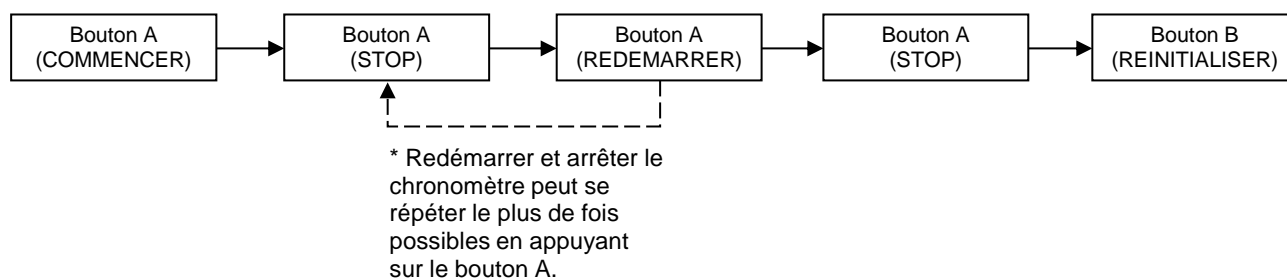 Bouton A
(COMMENCER)
Bouton A
(STOP)
Bouton A
(REDEMARRER)
Bouton A
(STOP)
Bouton B
(REINITIALISER)
* Redémarrer et arrêter le
chronomètre peut se
répéter le plus de fois
possibles en appuyant
sur le bouton A.